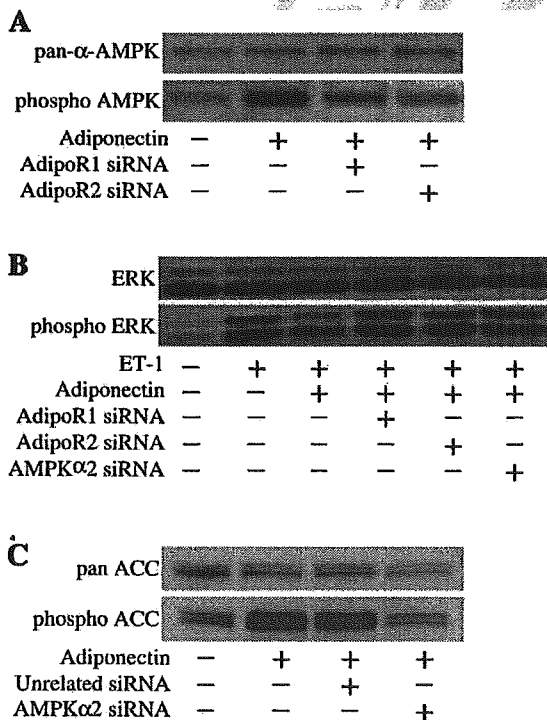 A
pan-α-AMPK
phospho AMPK
Adiponectin − + + +
AdipoR1 siRNA − − + −
AdipoR2 siRNA − − − +
B
ERK
phospho ERK
ET-1 − + + + + +
Adiponectin − − + + + +
AdipoR1 siRNA − − − + − −
AdipoR2 siRNA − − − − + −
AMPKα2 siRNA − − − − − +
C
pan ACC
phospho ACC
Adiponectin − + + +
Unrelated siRNA − − + −
AMPKα2 siRNA − − − +